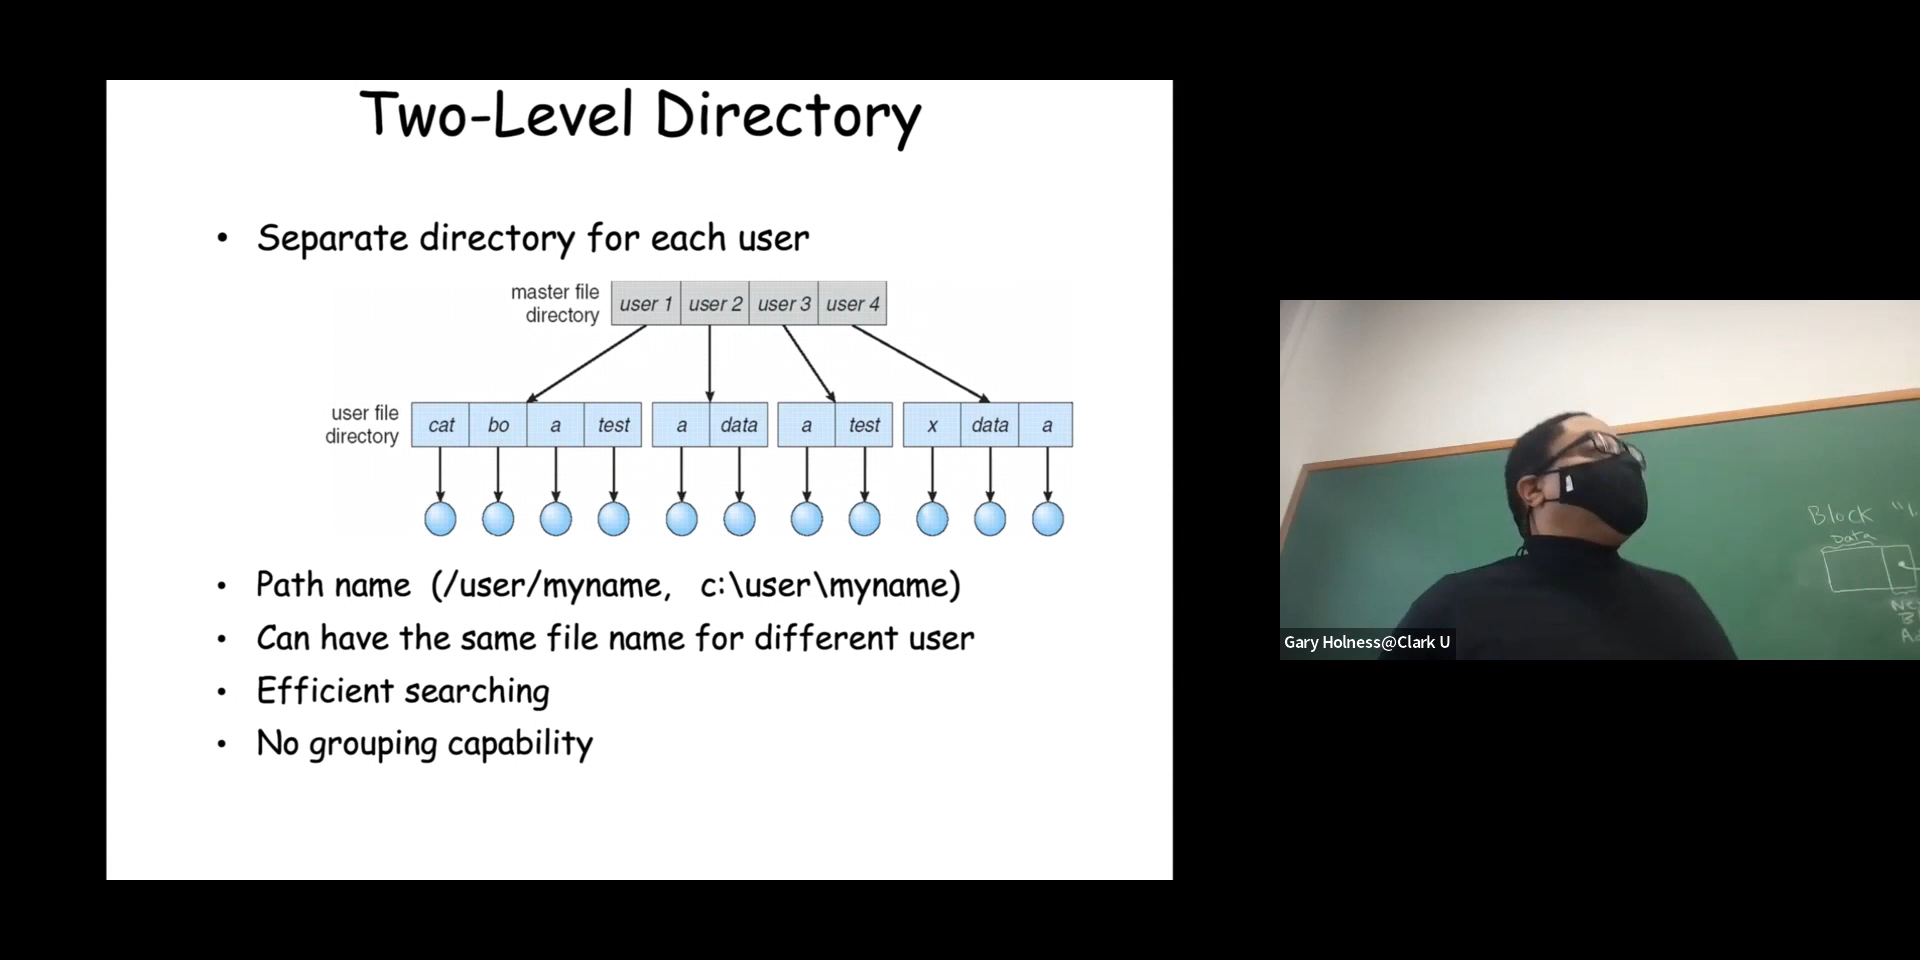 Two-Level Directory
• Separate directory for each user
master file
directory
user 1 user 2 user 3 user 4
user file
directory
cat bo a test a data a test x data a
• Path name (/user/myname, c:\user\myname)
• Can have the same file name for different user
• Efficient searching
• No grouping capability
Block "1.
Data
Gary Holness@Clark U